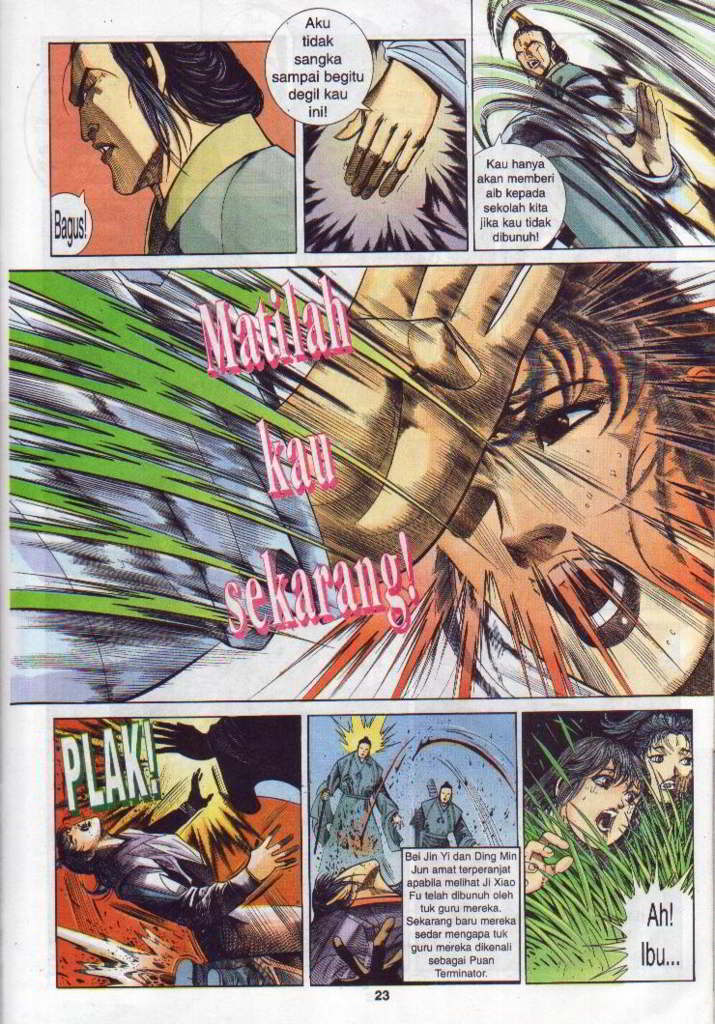 Bagus!
Aku
tidak
sangka
sampai begitu
degil kau
ini!
Kau hanya
akan memberi
aib kepada
sekolah kita
jika kau tidak
dibunuh!
Matilah
kau
sekarang!
PLAK!
Bei Jin Yi dan Ding Min
Jun amat terperanjat
apabila melihat Ji Xiao
Fu telah dibunuh oleh
tuk guru mereka.
Sekarang baru mereka
sedar mengapa tuk
guru mereka dikenali
sebagai Puan
Terminator.
Ah!
Ibu...
23